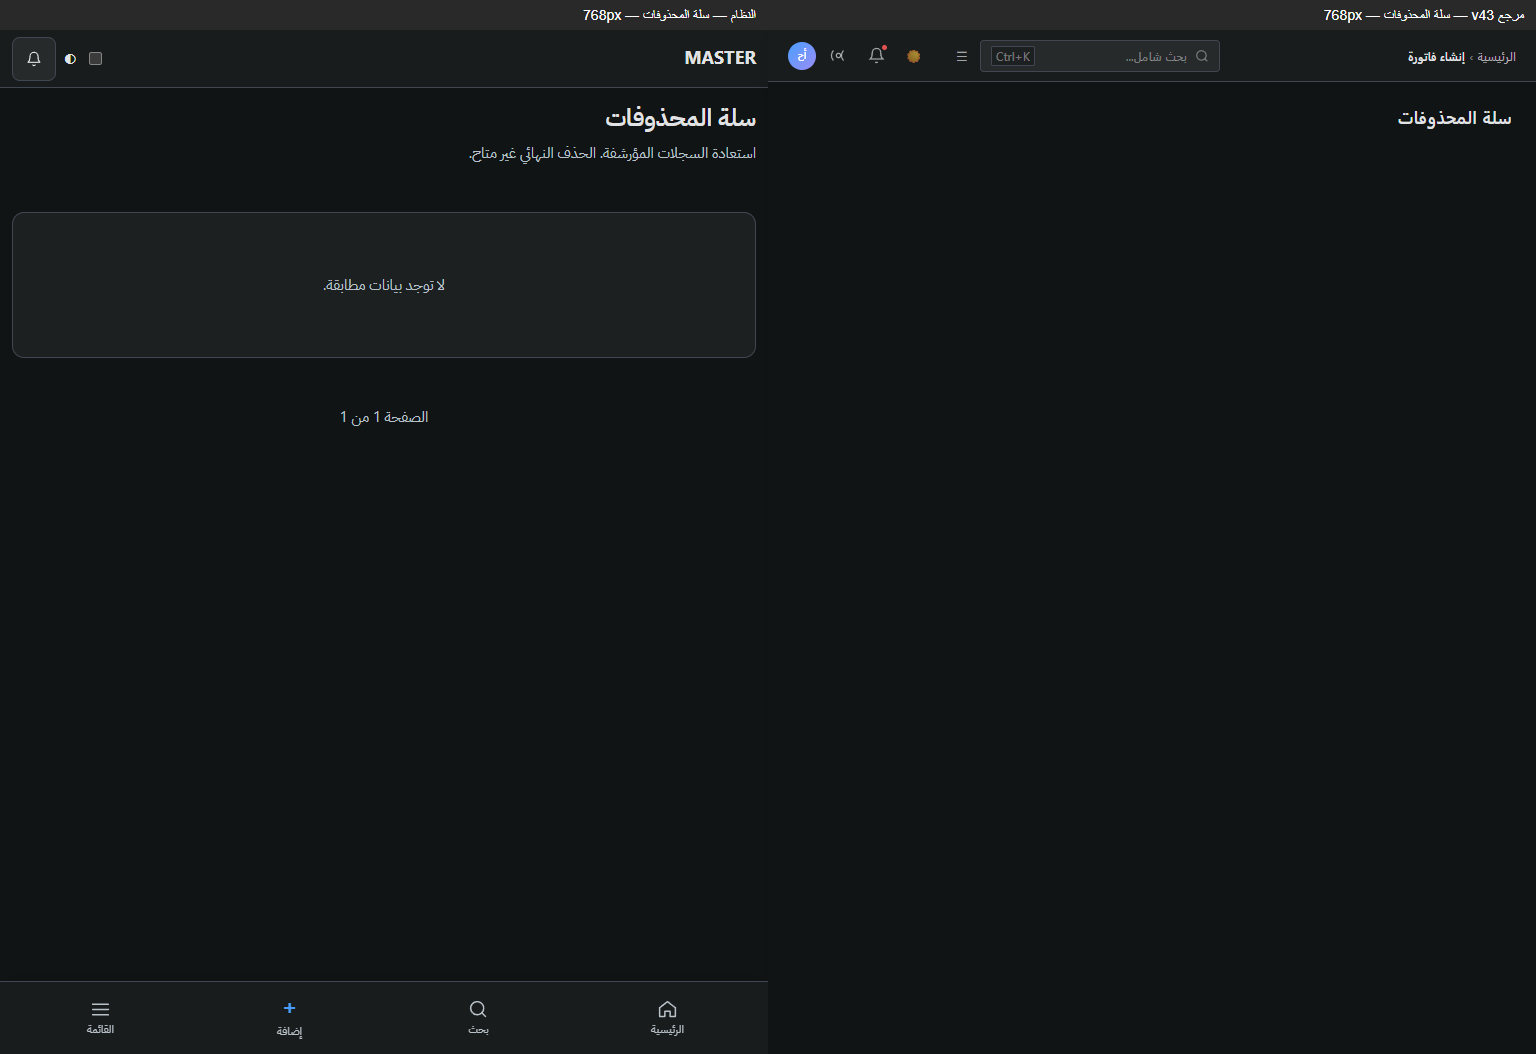 مرجع v43 — سلة المحذوفات — 768px
الرئيسية › إنشاء فاتورة
بحث شامل...
Ctrl+K
أح
سلة المحذوفات
النظام — سلة المحذوفات — 768px
MASTER
سلة المحذوفات
استعادة السجلات المؤرشفة. الحذف النهائي غير متاح.
لا توجد بيانات مطابقة.
الصفحة 1 من 1
الرئيسية
بحث
إضافة
القائمة